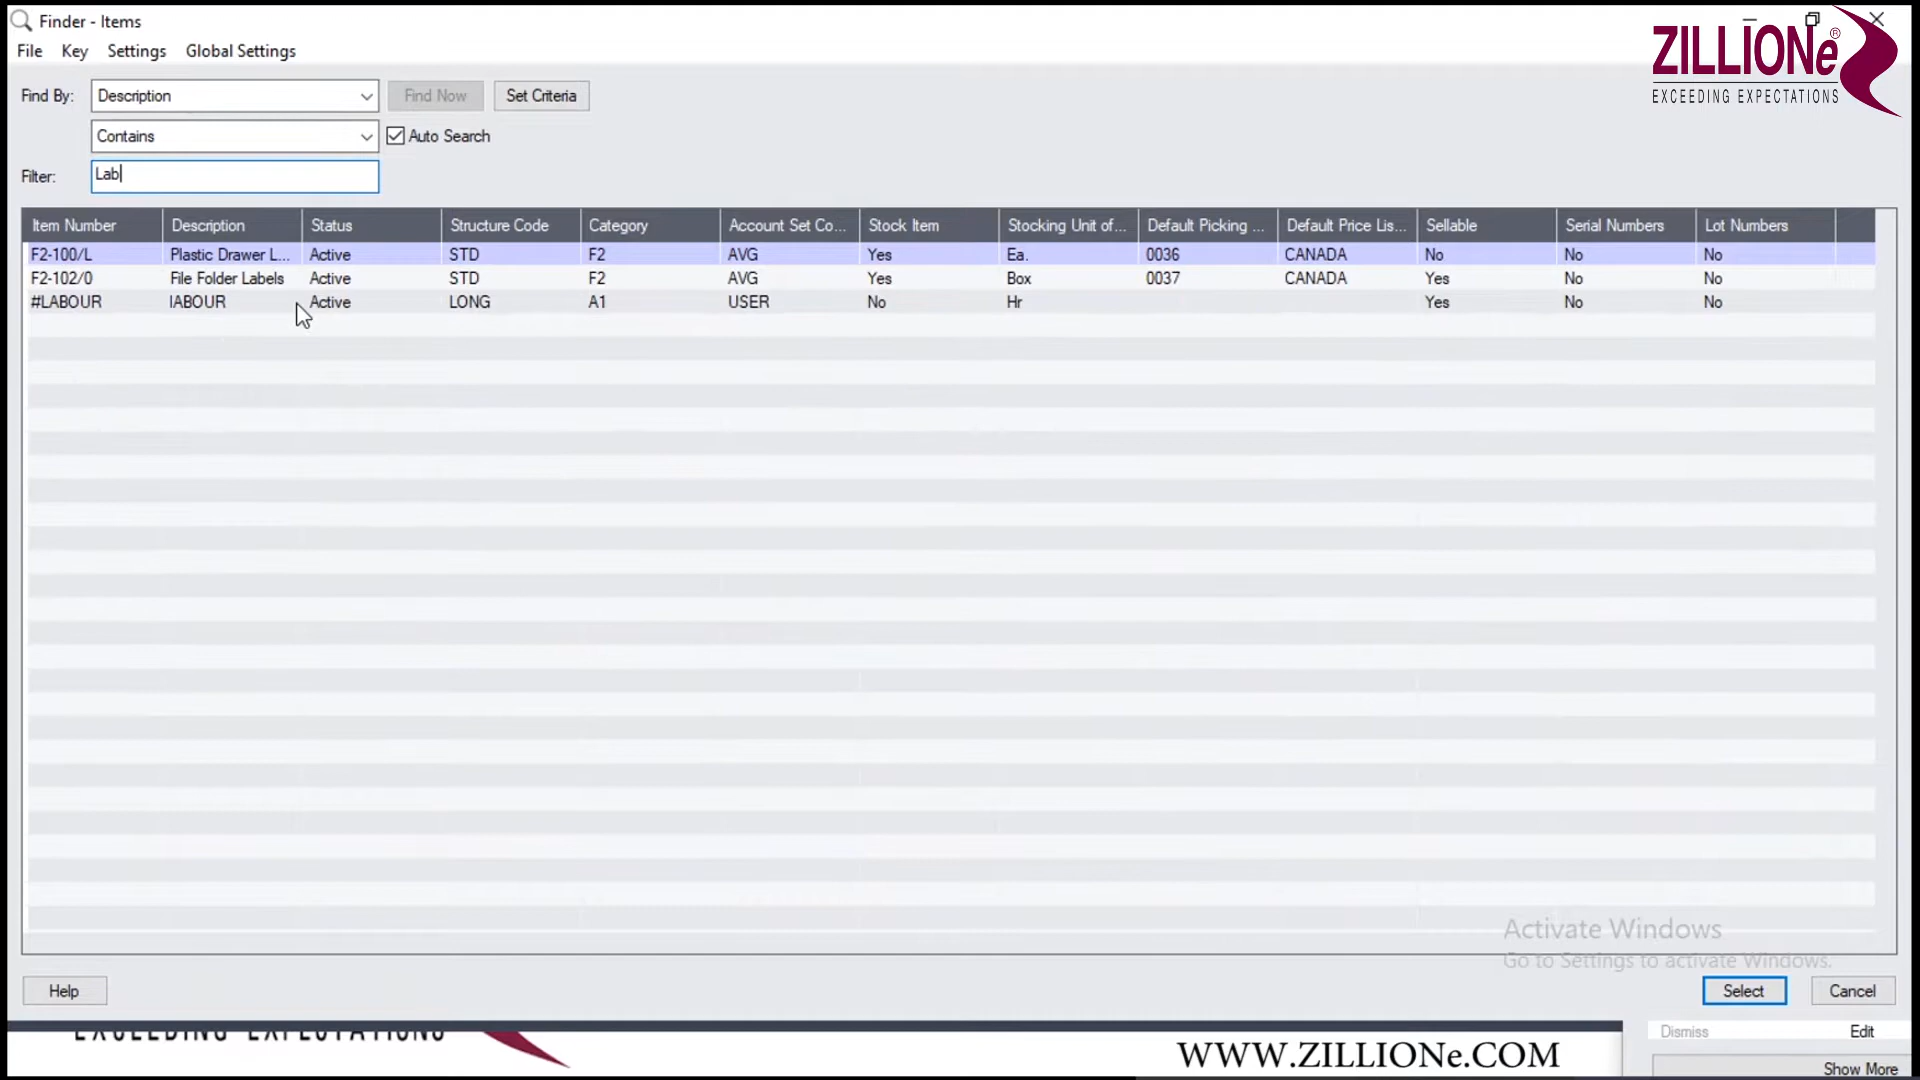 Finder - Items
ZILLIONe®
EXCEEDING EXPECTATIONS
File Key Settings Global Settings
Find By: Description Find Now Set Criteria
Contains Auto Search
Filter: Lab
Item Number Description Status Structure Code Category Account Set Co... Stock Item Stocking Unit of... Default Picking ... Default Price Lis... Sellable Serial Numbers Lot Numbers
F2-100/L Plastic Drawer L... Active STD F2 AVG Yes Ea. 0036 CANADA No No No
F2-102/0 File Folder Labels Active STD F2 AVG Yes Box 0037 CANADA Yes No No
#LABOUR lABOUR Active LONG A1 USER No Hr Yes No No
Activate Windows
Go to Settings to activate Windows.
Help Select Cancel
EXCEEDING EXPECTATIONS
WWW.ZILLIONe.COM
Dismiss Edit
Show More